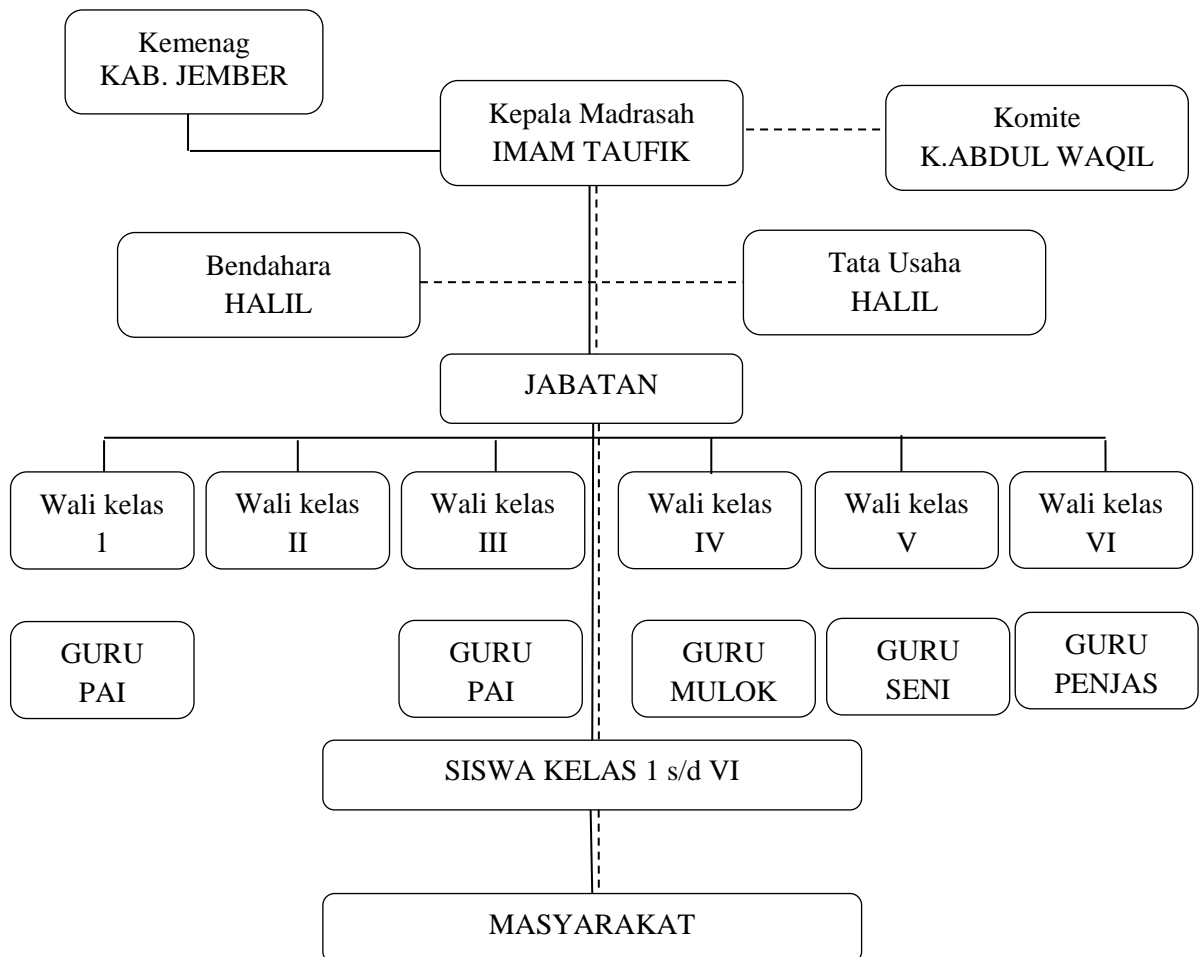 Kemenag
KAB. JEMBER
Kepala Madrasah
IMAM TAUFIK
Komite
K.ABDUL WAQIL
Bendahara
HALIL
Tata Usaha
HALIL
JABATAN
Wali kelas
1
Wali kelas
II
Wali kelas
III
Wali kelas
IV
Wali kelas
V
Wali kelas
VI
GURU
PAI
GURU
PAI
GURU
MULOK
GURU
SENI
GURU
PENJAS
SISWA KELAS 1 s/d VI
MASYARAKAT